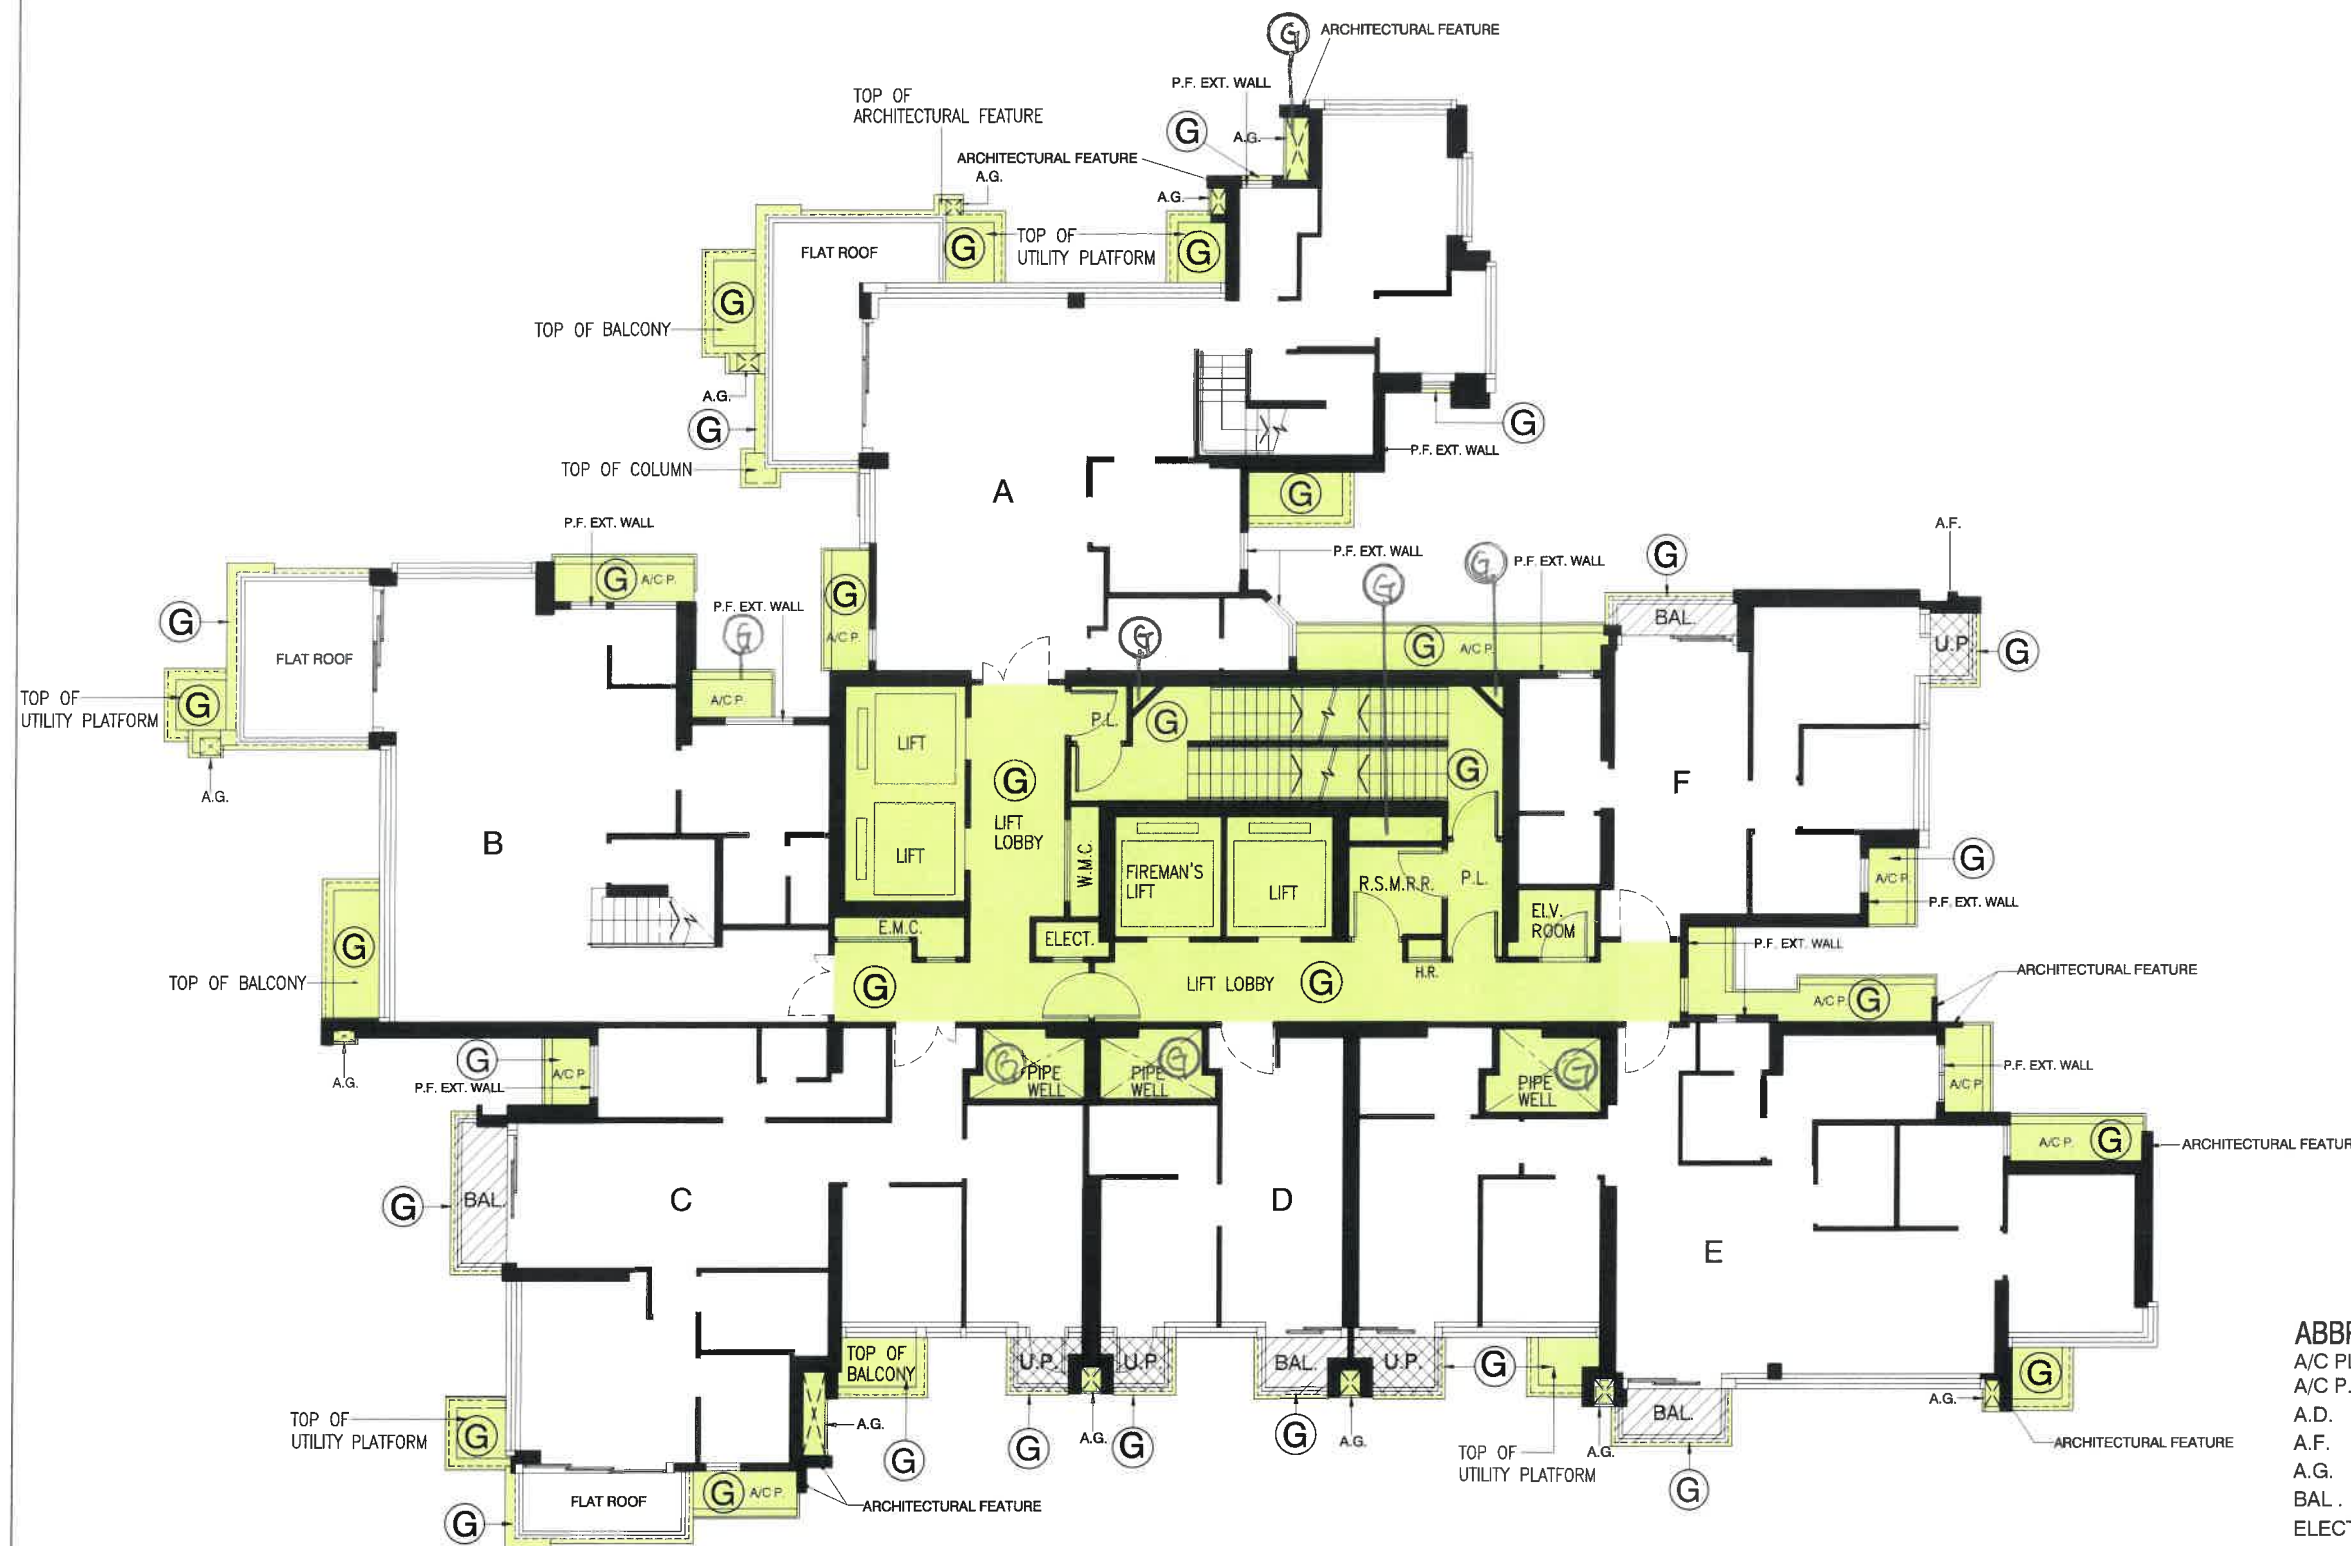 G
ARCHITECTURAL FEATURE
P.F. EXT. WALL
TOP OF
ARCHITECTURAL FEATURE
G
A.G.
ARCHITECTURAL FEATURE
A.G.
A.G.
FLAT ROOF
G
TOP OF
UTILITY PLATFORM
G
G
TOP OF BALCONY
A.G.
G
G
P.F. EXT. WALL
TOP OF COLUMN
A
G
P.F. EXT. WALL
A.F.
P.F. EXT. WALL
G
G
P.F. EXT. WALL
G
G
A/C P.
G
P.F. EXT. WALL
G
A/C P.
G
G
G
A/C P.
BAL.
U.P.
G
FLAT ROOF
A/C P.
TOP OF
UTILITY PLATFORM
G
A.G.
LIFT
P.L.
G
G
G
LIFT
LOBBY
F
B
LIFT
W.M.C.
FIREMAN'S
LIFT
LIFT
R.S.M.R.R.
P.L.
G
A/C P.
P.F. EXT. WALL
E.M.C.
ELECT.
ELV.
ROOM
G
TOP OF BALCONY
G
LIFT LOBBY
G
H.R.
P.F. EXT. WALL
ARCHITECTURAL FEATURE
A/C P.
G
A.G.
G
A/C P.
P.F. EXT. WALL
G
PIPE
WELL
G
PIPE
WELL
G
PIPE
WELL
P.F. EXT. WALL
A/C P.
A/C P.
G
ARCHITECTURAL FEATUR
G
BAL.
C
D
E
TOP OF
BALCONY
U.P.
U.P.
BAL.
U.P.
G
G
A.G.
BAL.
TOP OF
UTILITY PLATFORM
G
A.G.
G
G
A.G.
G
G
A.G.
TOP OF
UTILITY PLATFORM
A.G.
G
ARCHITECTURAL FEATURE
G
FLAT ROOF
G
A/C P.
ARCHITECTURAL FEATURE
ABB
A/C PL
A/C P.
A.D.
A.F.
A.G.
BAL .
ELECT